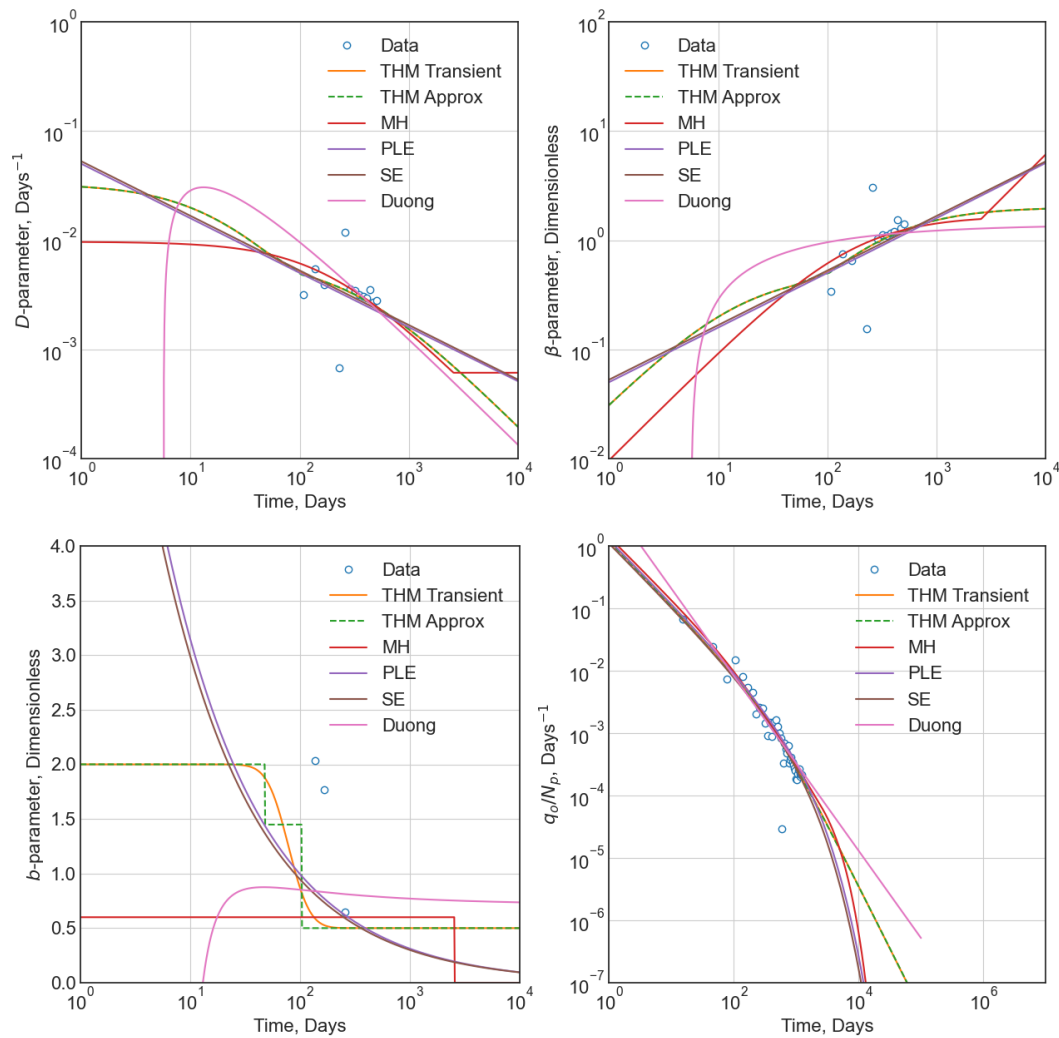 10^0
10^-1
10^-2
10^-3
10^-4
D-parameter, Days^-1
Data
THM Transient
THM Approx
MH
PLE
SE
Duong
10^0
10^1
10^2
10^3
10^4
Time, Days
10^2
10^1
10^0
10^-1
10^-2
β-parameter, Dimensionless
Data
THM Transient
THM Approx
MH
PLE
SE
Duong
10^0
10^1
10^2
10^3
10^4
Time, Days
4.0
3.5
3.0
2.5
2.0
1.5
1.0
0.5
0.0
b-parameter, Dimensionless
Data
THM Transient
THM Approx
MH
PLE
SE
Duong
10^0
10^1
10^2
10^3
10^4
Time, Days
10^0
10^-1
10^-2
10^-3
10^-4
10^-5
10^-6
10^-7
q_o/N_p, Days^-1
Data
THM Transient
THM Approx
MH
PLE
SE
Duong
10^0
10^2
10^4
10^6
Time, Days